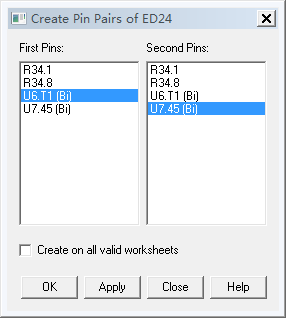 Create Pin Pairs of ED24
First Pins:
Second Pins:
R34.1
R34.8
U6.T1 (Bi)
U7.45 (Bi)
R34.1
R34.8
U6.T1 (Bi)
U7.45 (Bi)
Create on all valid worksheets
OK
Apply
Close
Help